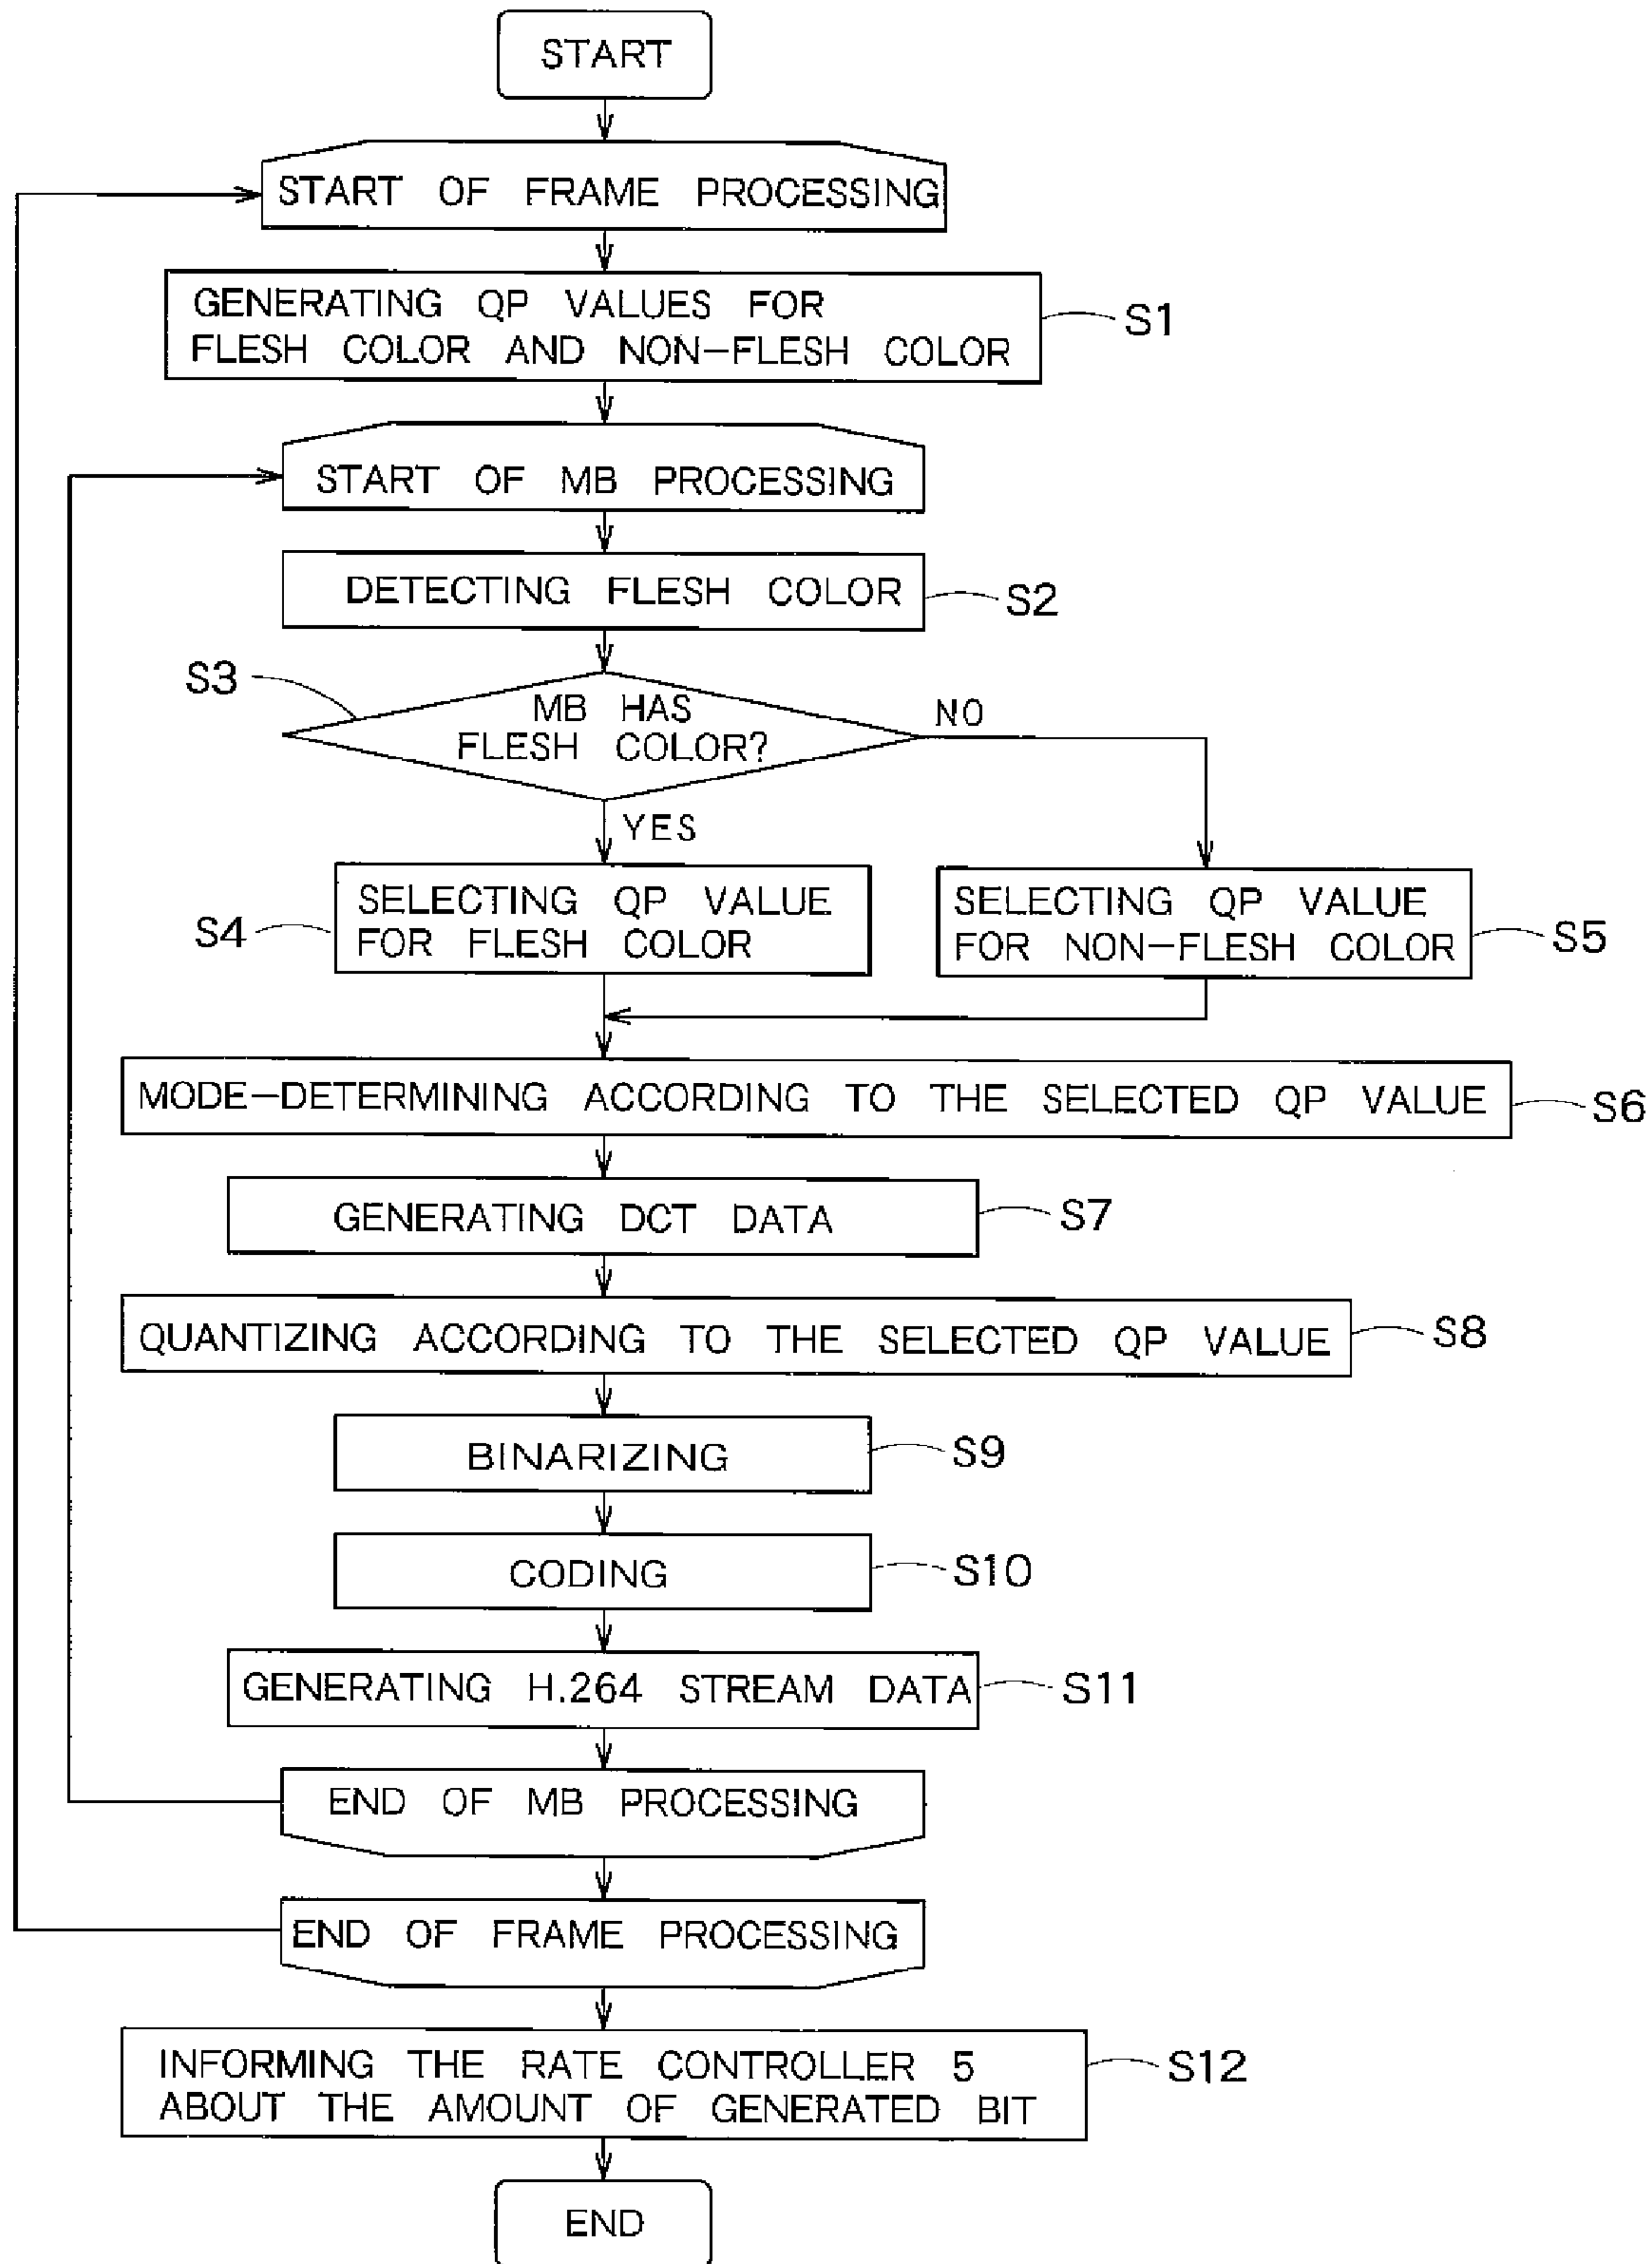 START
START OF FRAME PROCESSING
GENERATING QP VALUES FOR
FLESH COLOR AND NON-FLESH COLOR
S1
START OF MB PROCESSING
DETECTING FLESH COLOR
S2
S3
MB HAS
FLESH COLOR?
NO
YES
S4
SELECTING QP VALUE
FOR FLESH COLOR
SELECTING QP VALUE
FOR NON-FLESH COLOR
S5
MODE-DETERMINING ACCORDING TO THE SELECTED QP VALUE
S6
GENERATING DCT DATA
S7
QUANTIZING ACCORDING TO THE SELECTED QP VALUE
S8
BINARIZING
S9
CODING
S10
GENERATING H.264 STREAM DATA
S11
END OF MB PROCESSING
END OF FRAME PROCESSING
INFORMING THE RATE CONTROLLER 5
ABOUT THE AMOUNT OF GENERATED BIT
S12
END